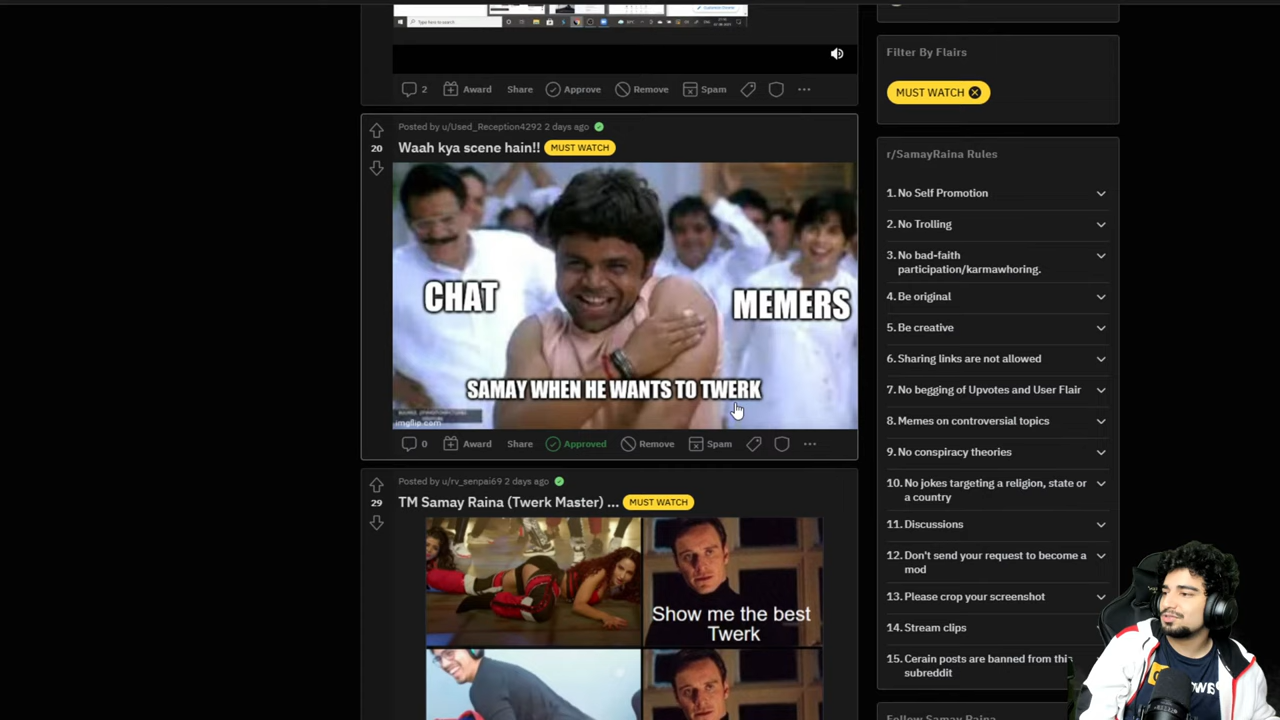 Type here to search
2
Award
Share
Approve
Remove
Spam
Posted by u/Used_Reception4292 2 days ago
20
Waah kya scene hain!! MUST WATCH
CHAT
MEMERS
SAMAY WHEN HE WANTS TO TWERK
imgflip.com
0
Award
Share
Approved
Remove
Spam
Posted by u/rv_senpai69 2 days ago
29
TM Samay Raina (Twerk Master) ... MUST WATCH
Show me the best
Twerk
Filter By Flairs
MUST WATCH
r/SamayRaina Rules
1. No Self Promotion
2. No Trolling
3. No bad-faith
participation/karmawhoring.
4. Be original
5. Be creative
6. Sharing links are not allowed
7. No begging of Upvotes and User Flair
8. Memes on controversial topics
9. No conspiracy theories
10. No jokes targeting a religion, state or
a country
11. Discussions
12. Don't send your request to become a
mod
13. Please crop your screenshot
14. Stream clips
15. Cerain posts are banned from this
subreddit
Follow Samay Raina